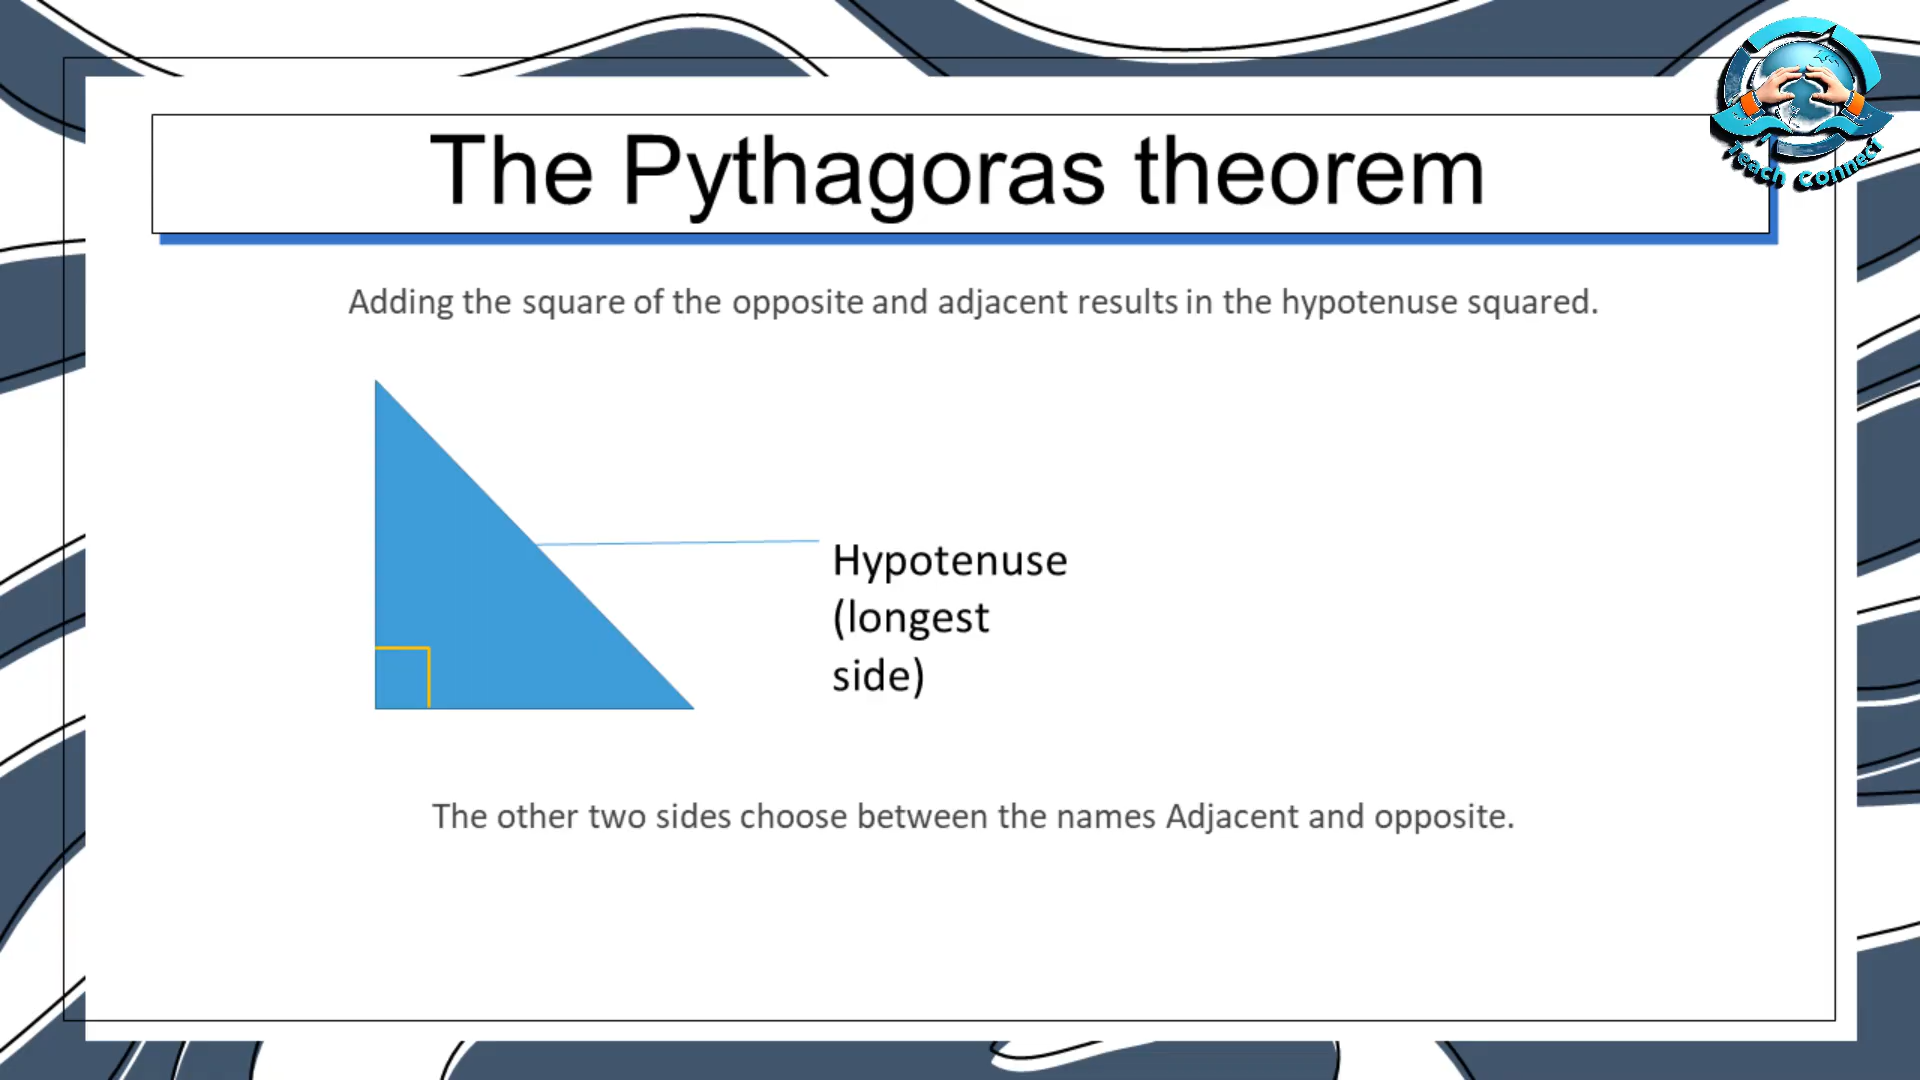 The Pythagoras theorem
Teach Connect
Adding the square of the opposite and adjacent results in the hypotenuse squared.
Hypotenuse
(longest
side)
The other two sides choose between the names Adjacent and opposite.